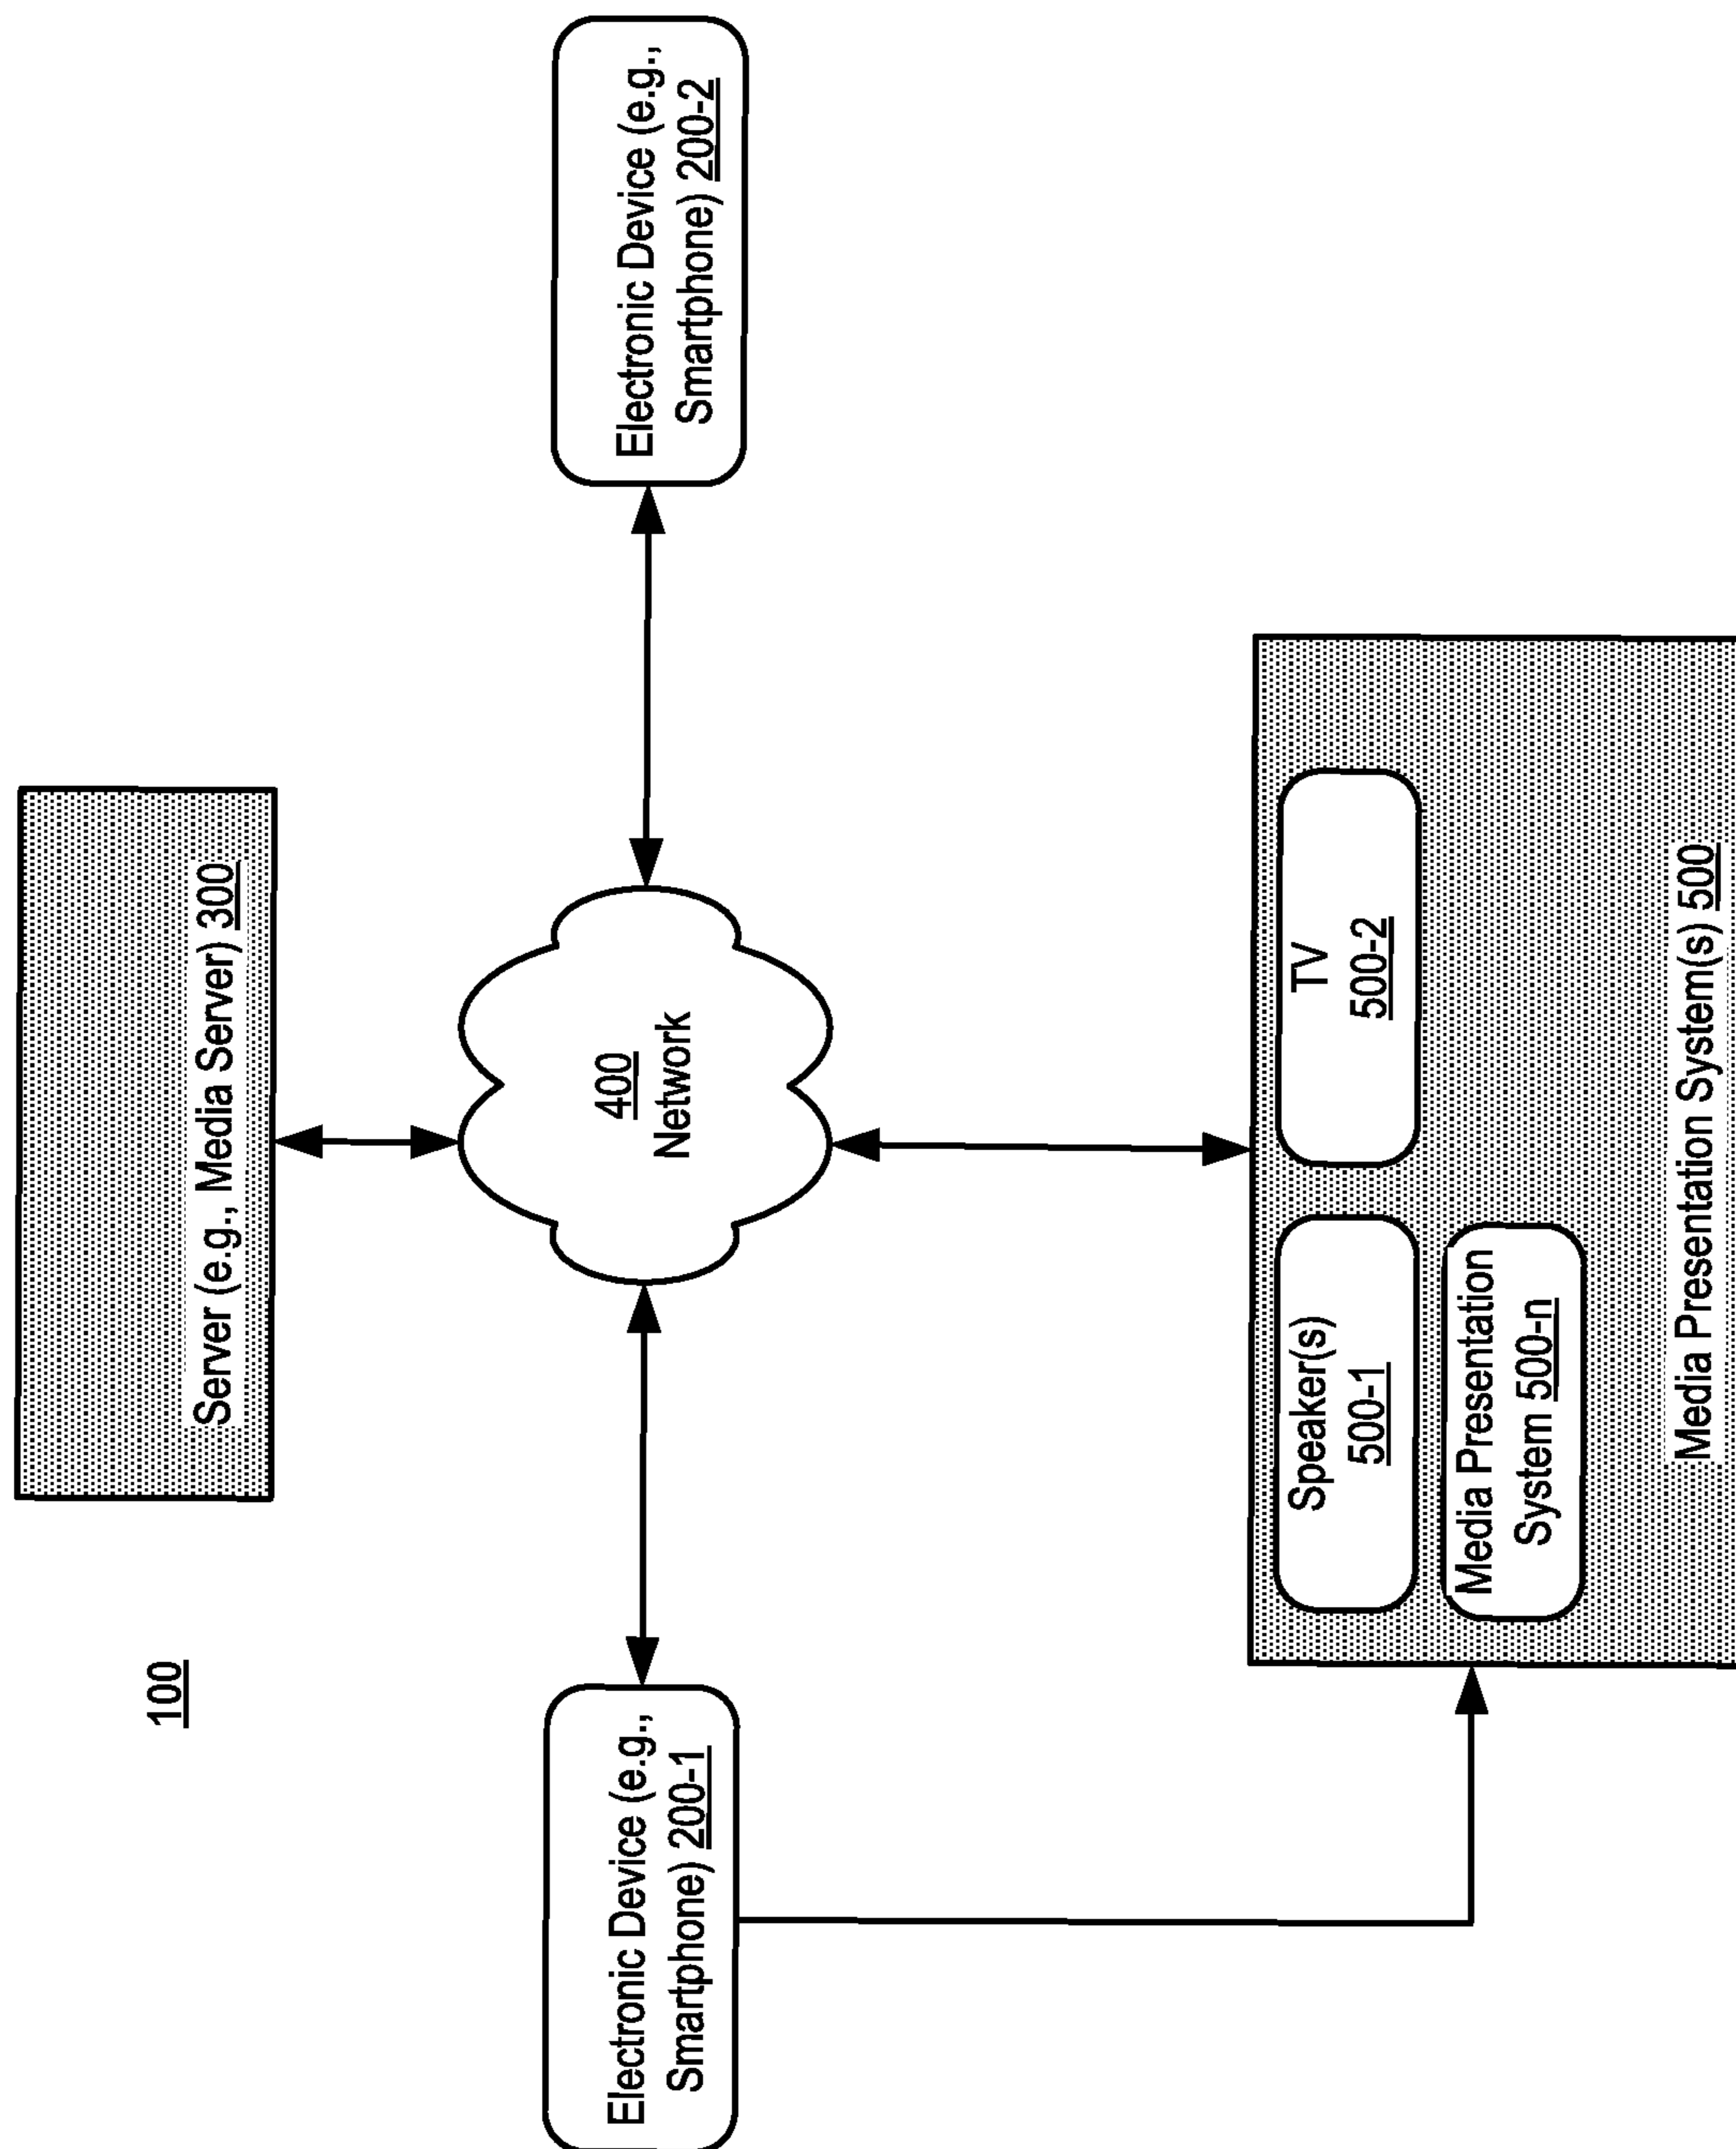 100
Server (e.g., Media Server) 300
Electronic Device (e.g.,
Smartphone) 200-1
400
Network
Electronic Device (e.g.,
Smartphone) 200-2
Speaker(s)
500-1
TV
500-2
Media Presentation
System 500-n
Media Presentation System(s) 500